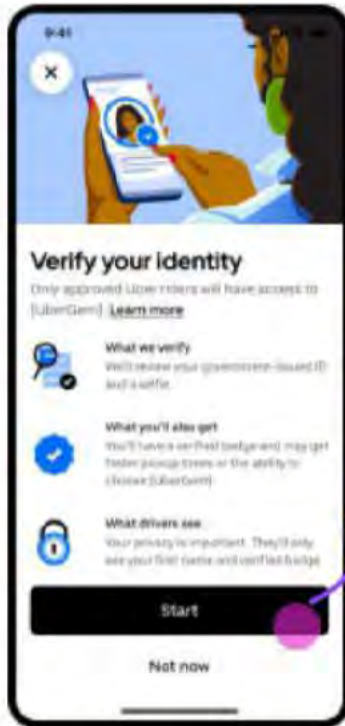 9:41
Verify your identity
Only approved Uber riders will have access to
[UberGem]. Learn more
What we verify
We'll review your government-issued ID
and a selfie.
What you'll also get
You'll have a verified badge and may get
faster pickup times or the ability to
choose [UberGem]
What drivers see
Your privacy is important. They'll only
see your first name and verified badge
Start
Not now